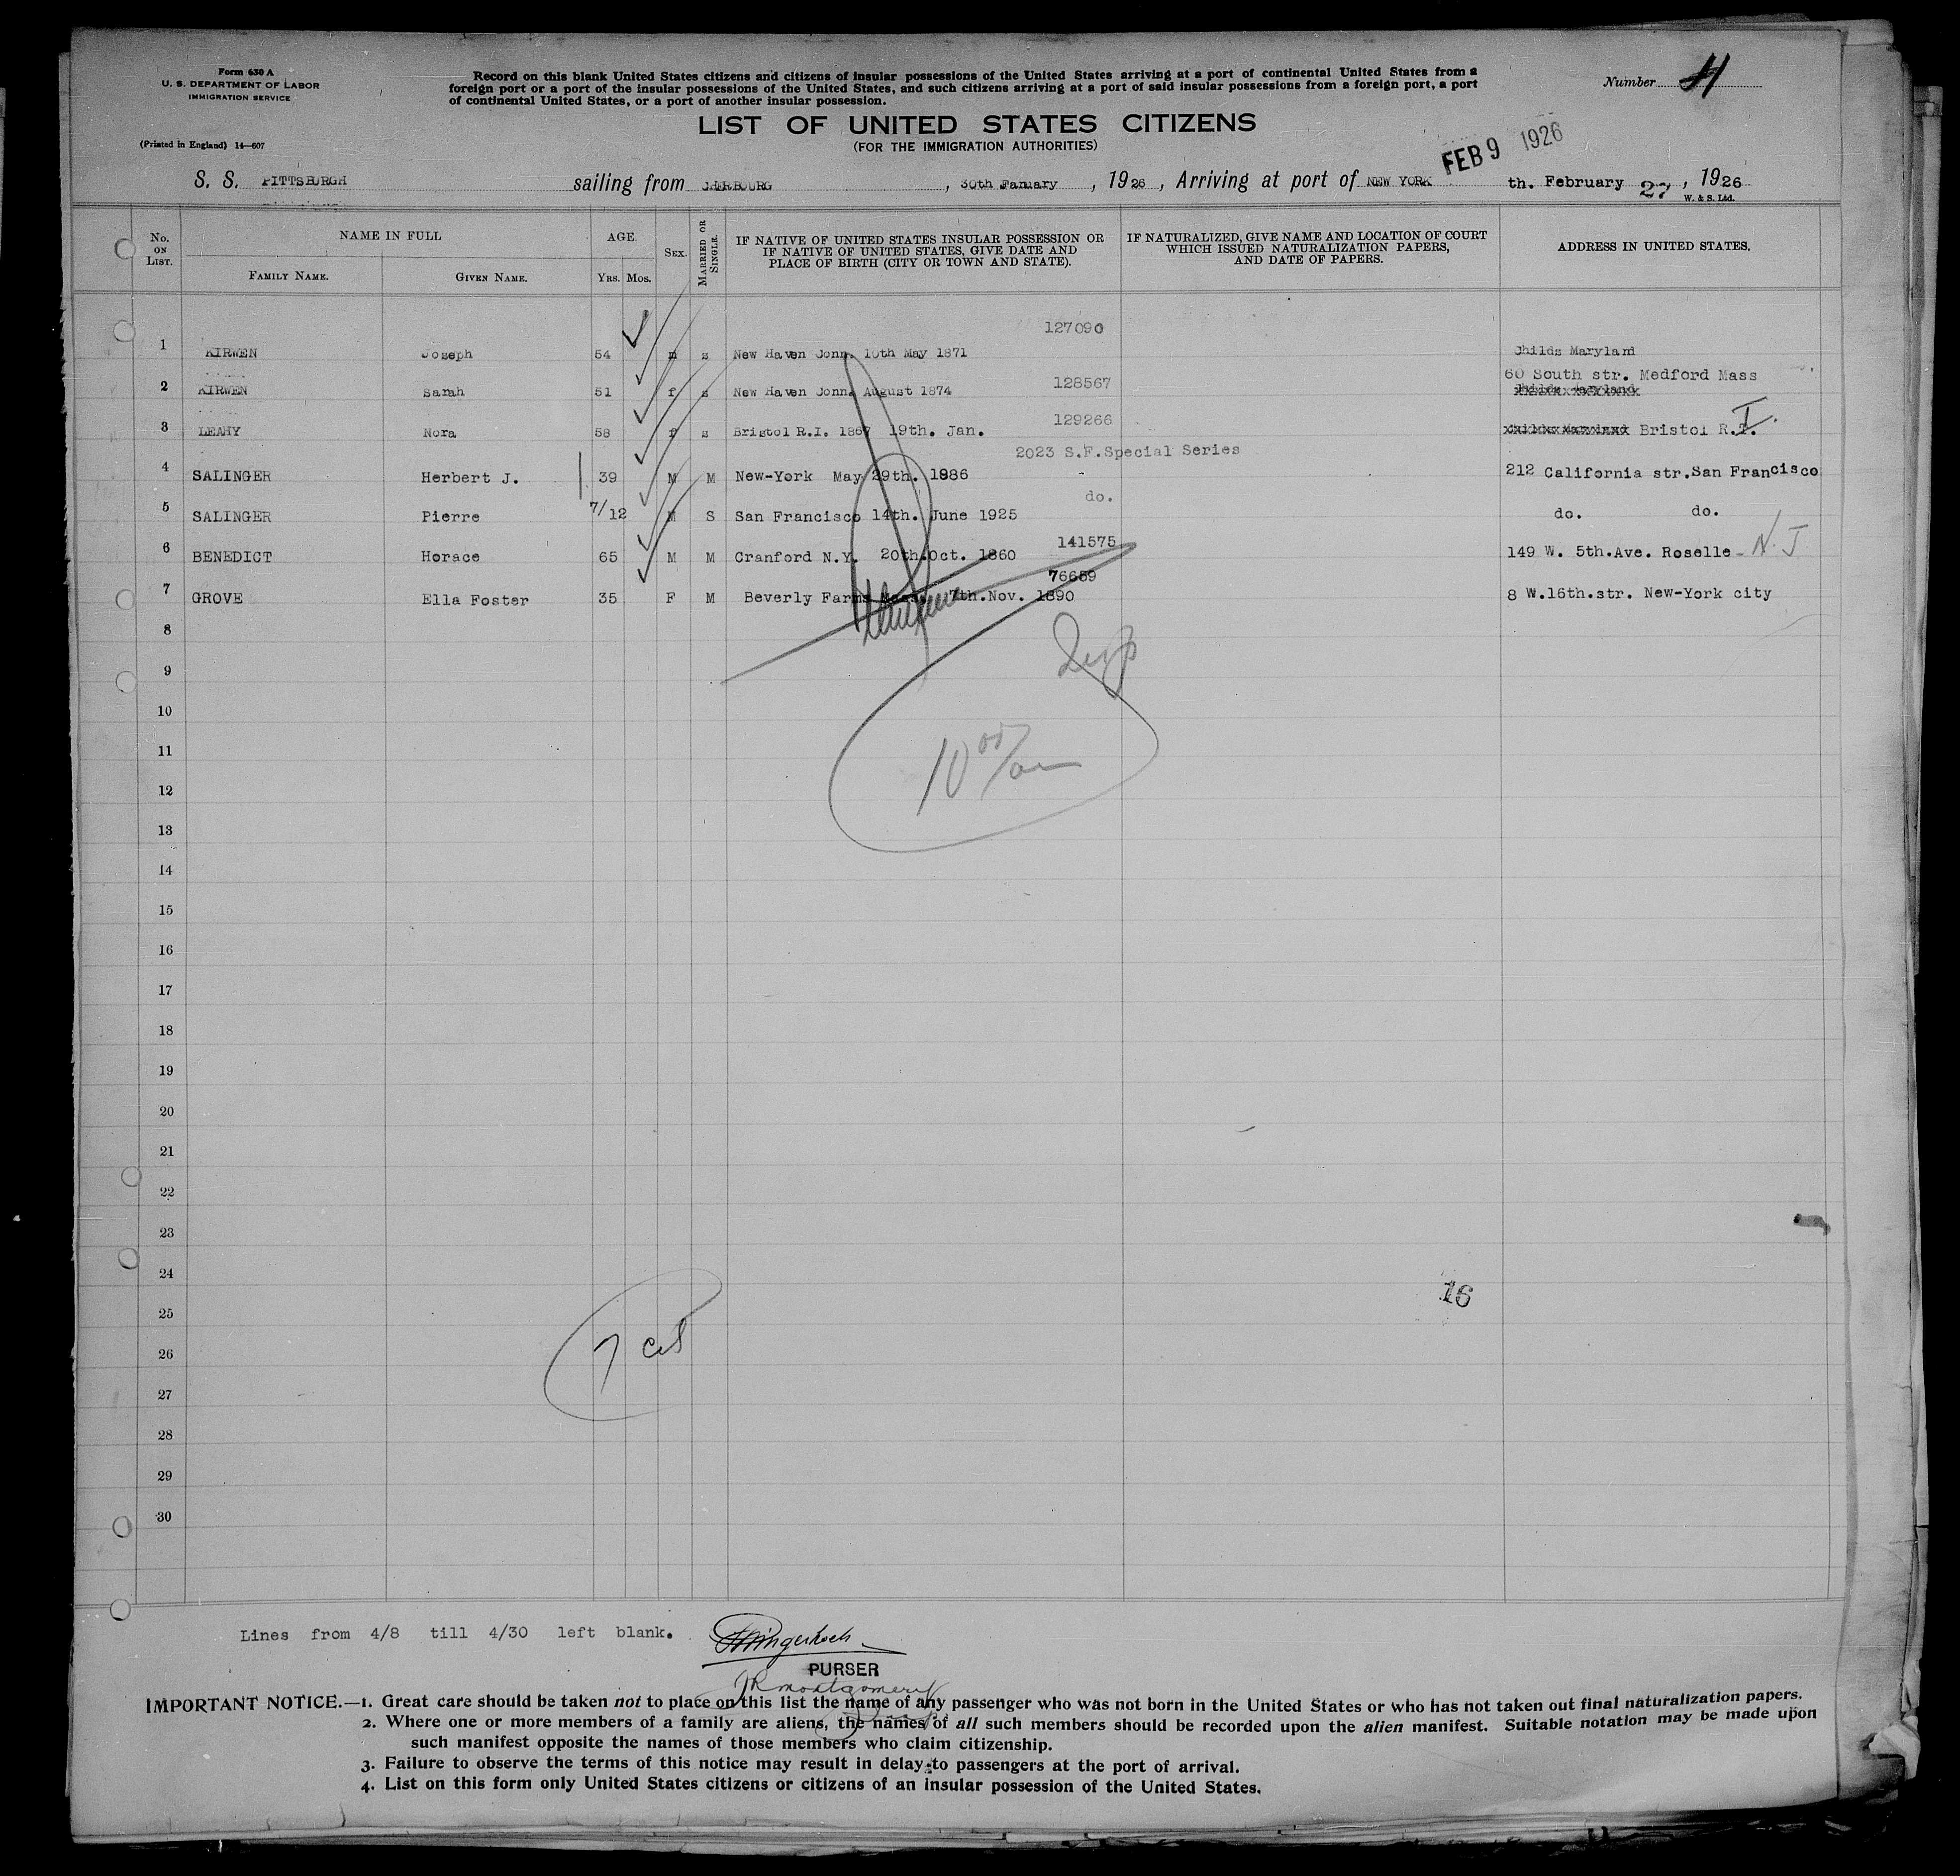 Form 630 A
U. S. DEPARTMENT OF LABOR
IMMIGRATION SERVICE
(Printed in England) 14—607
Record on this blank United States citizens and citizens of insular possessions of the United States arriving at a port of continental United States from a
foreign port or a port of the insular possessions of the United States, and such citizens arriving at a port of said insular possessions from a foreign port, a port
of continental United States, or a port of another insular possession.
Number
LIST OF UNITED STATES CITIZENS
(FOR THE IMMIGRATION AUTHORITIES)
FEB 9 1926
S. S. PITTSBURGH sailing from CHERBOURG, 30th January, 1926, Arriving at port of NEW YORK th. February 27, 1926
W. & S. Ltd.
No. ON LIST. NAME IN FULL AGE SEX. MARRIED OR SINGLE. IF NATIVE OF UNITED STATES INSULAR POSSESSION OR IF NATIVE OF UNITED STATES, GIVE DATE AND PLACE OF BIRTH (CITY OR TOWN AND STATE). IF NATURALIZED, GIVE NAME AND LOCATION OF COURT WHICH ISSUED NATURALIZATION PAPERS, AND DATE OF PAPERS. ADDRESS IN UNITED STATES.
FAMILY NAME. GIVEN NAME. YRS. MOS.
127090
1 KIRWEN Joseph 54 m s New Haven Conn. 10th May 1871 Childs Maryland
128567 60 South str. Medford Mass
2 KIRWEN Sarah 51 f s New Haven Conn. August 1874 Childs Maryland
129266
3 LEAHY Nora 58 f s Bristol R.I. 1867 19th. Jan. Childs Maryland Bristol R.I.
2023 S.F.Special Series
4 SALINGER Herbert J. 39 M M New-York May 29th. 1886 212 California str.San Francisco
do.
5 SALINGER Pierre 7/12 M S San Francisco 14th. June 1925 do. do.
141575
6 BENEDICT Horace 65 M M Cranford N.Y. 20th.Oct. 1860 149 W. 5th.Ave. Roselle - N.J
76659
7 GROVE Ella Foster 35 F M Beverly Farms Mass. 7th.Nov. 1890 8 W.16th.str. New-York city
8
9
10
11
12
13
14
15
16
17
18
19
20
21
22
23
24
16
25
26
7 cit
27
28
29
30
Lines from 4/8 till 4/30 left blank.
PURSER
JR Montgomery
IMPORTANT NOTICE.—1. Great care should be taken not to place on this list the name of any passenger who was not born in the United States or who has not taken out final naturalization papers.
2. Where one or more members of a family are aliens, the names of all such members should be recorded upon the alien manifest. Suitable notation may be made upon
such manifest opposite the names of those members who claim citizenship.
3. Failure to observe the terms of this notice may result in delay to passengers at the port of arrival.
4. List on this form only United States citizens or citizens of an insular possession of the United States.